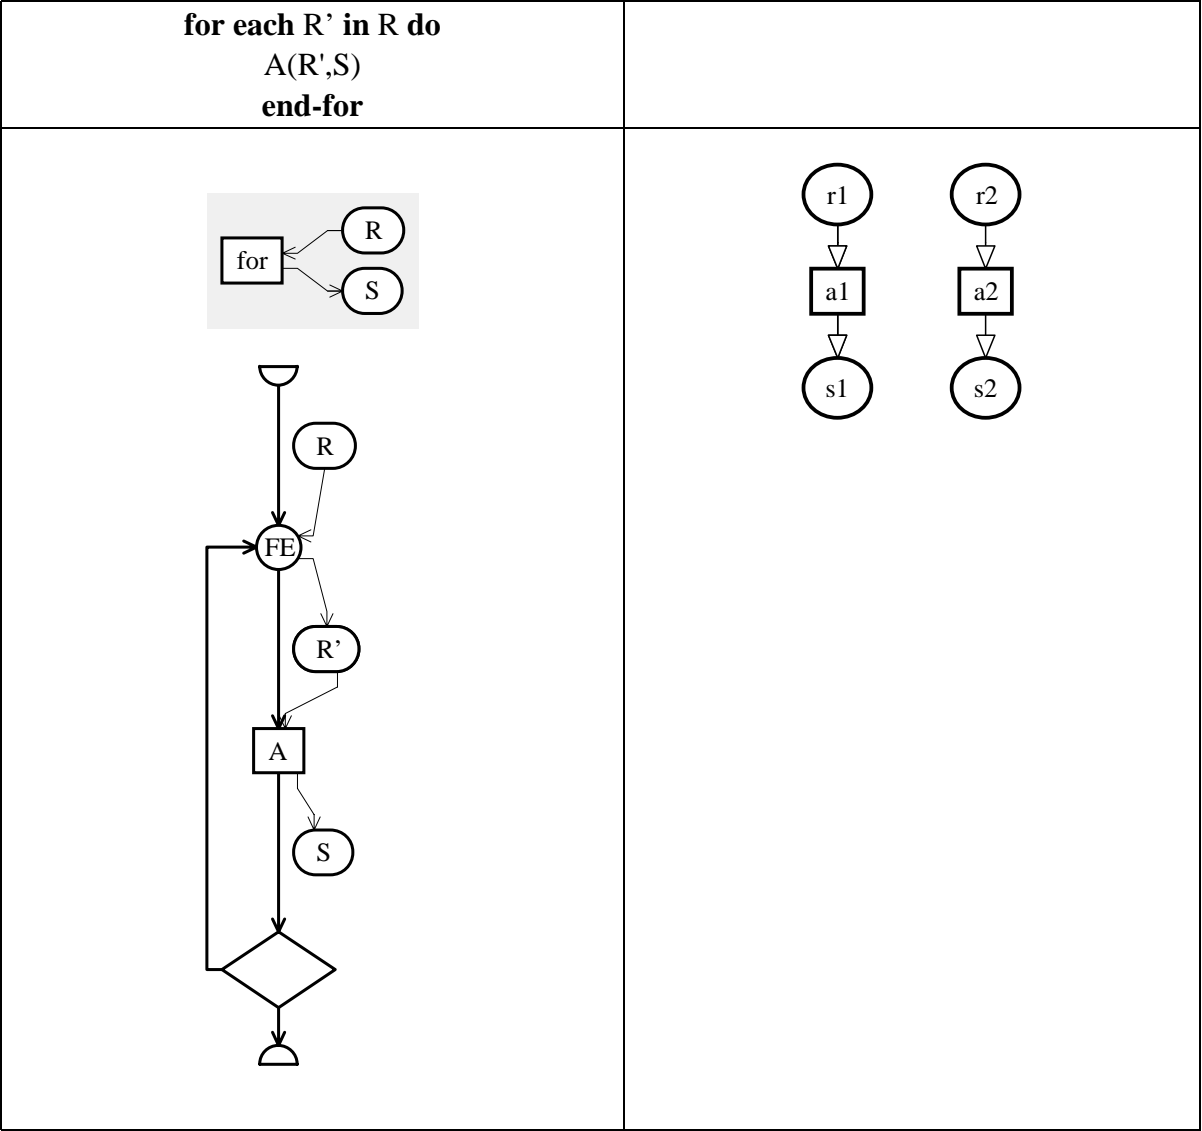 for each R’ in R do
A(R',S)
end-for
R
for
S
R
FE
R’
A
S
r1 r2
a1 a2
s1 s2